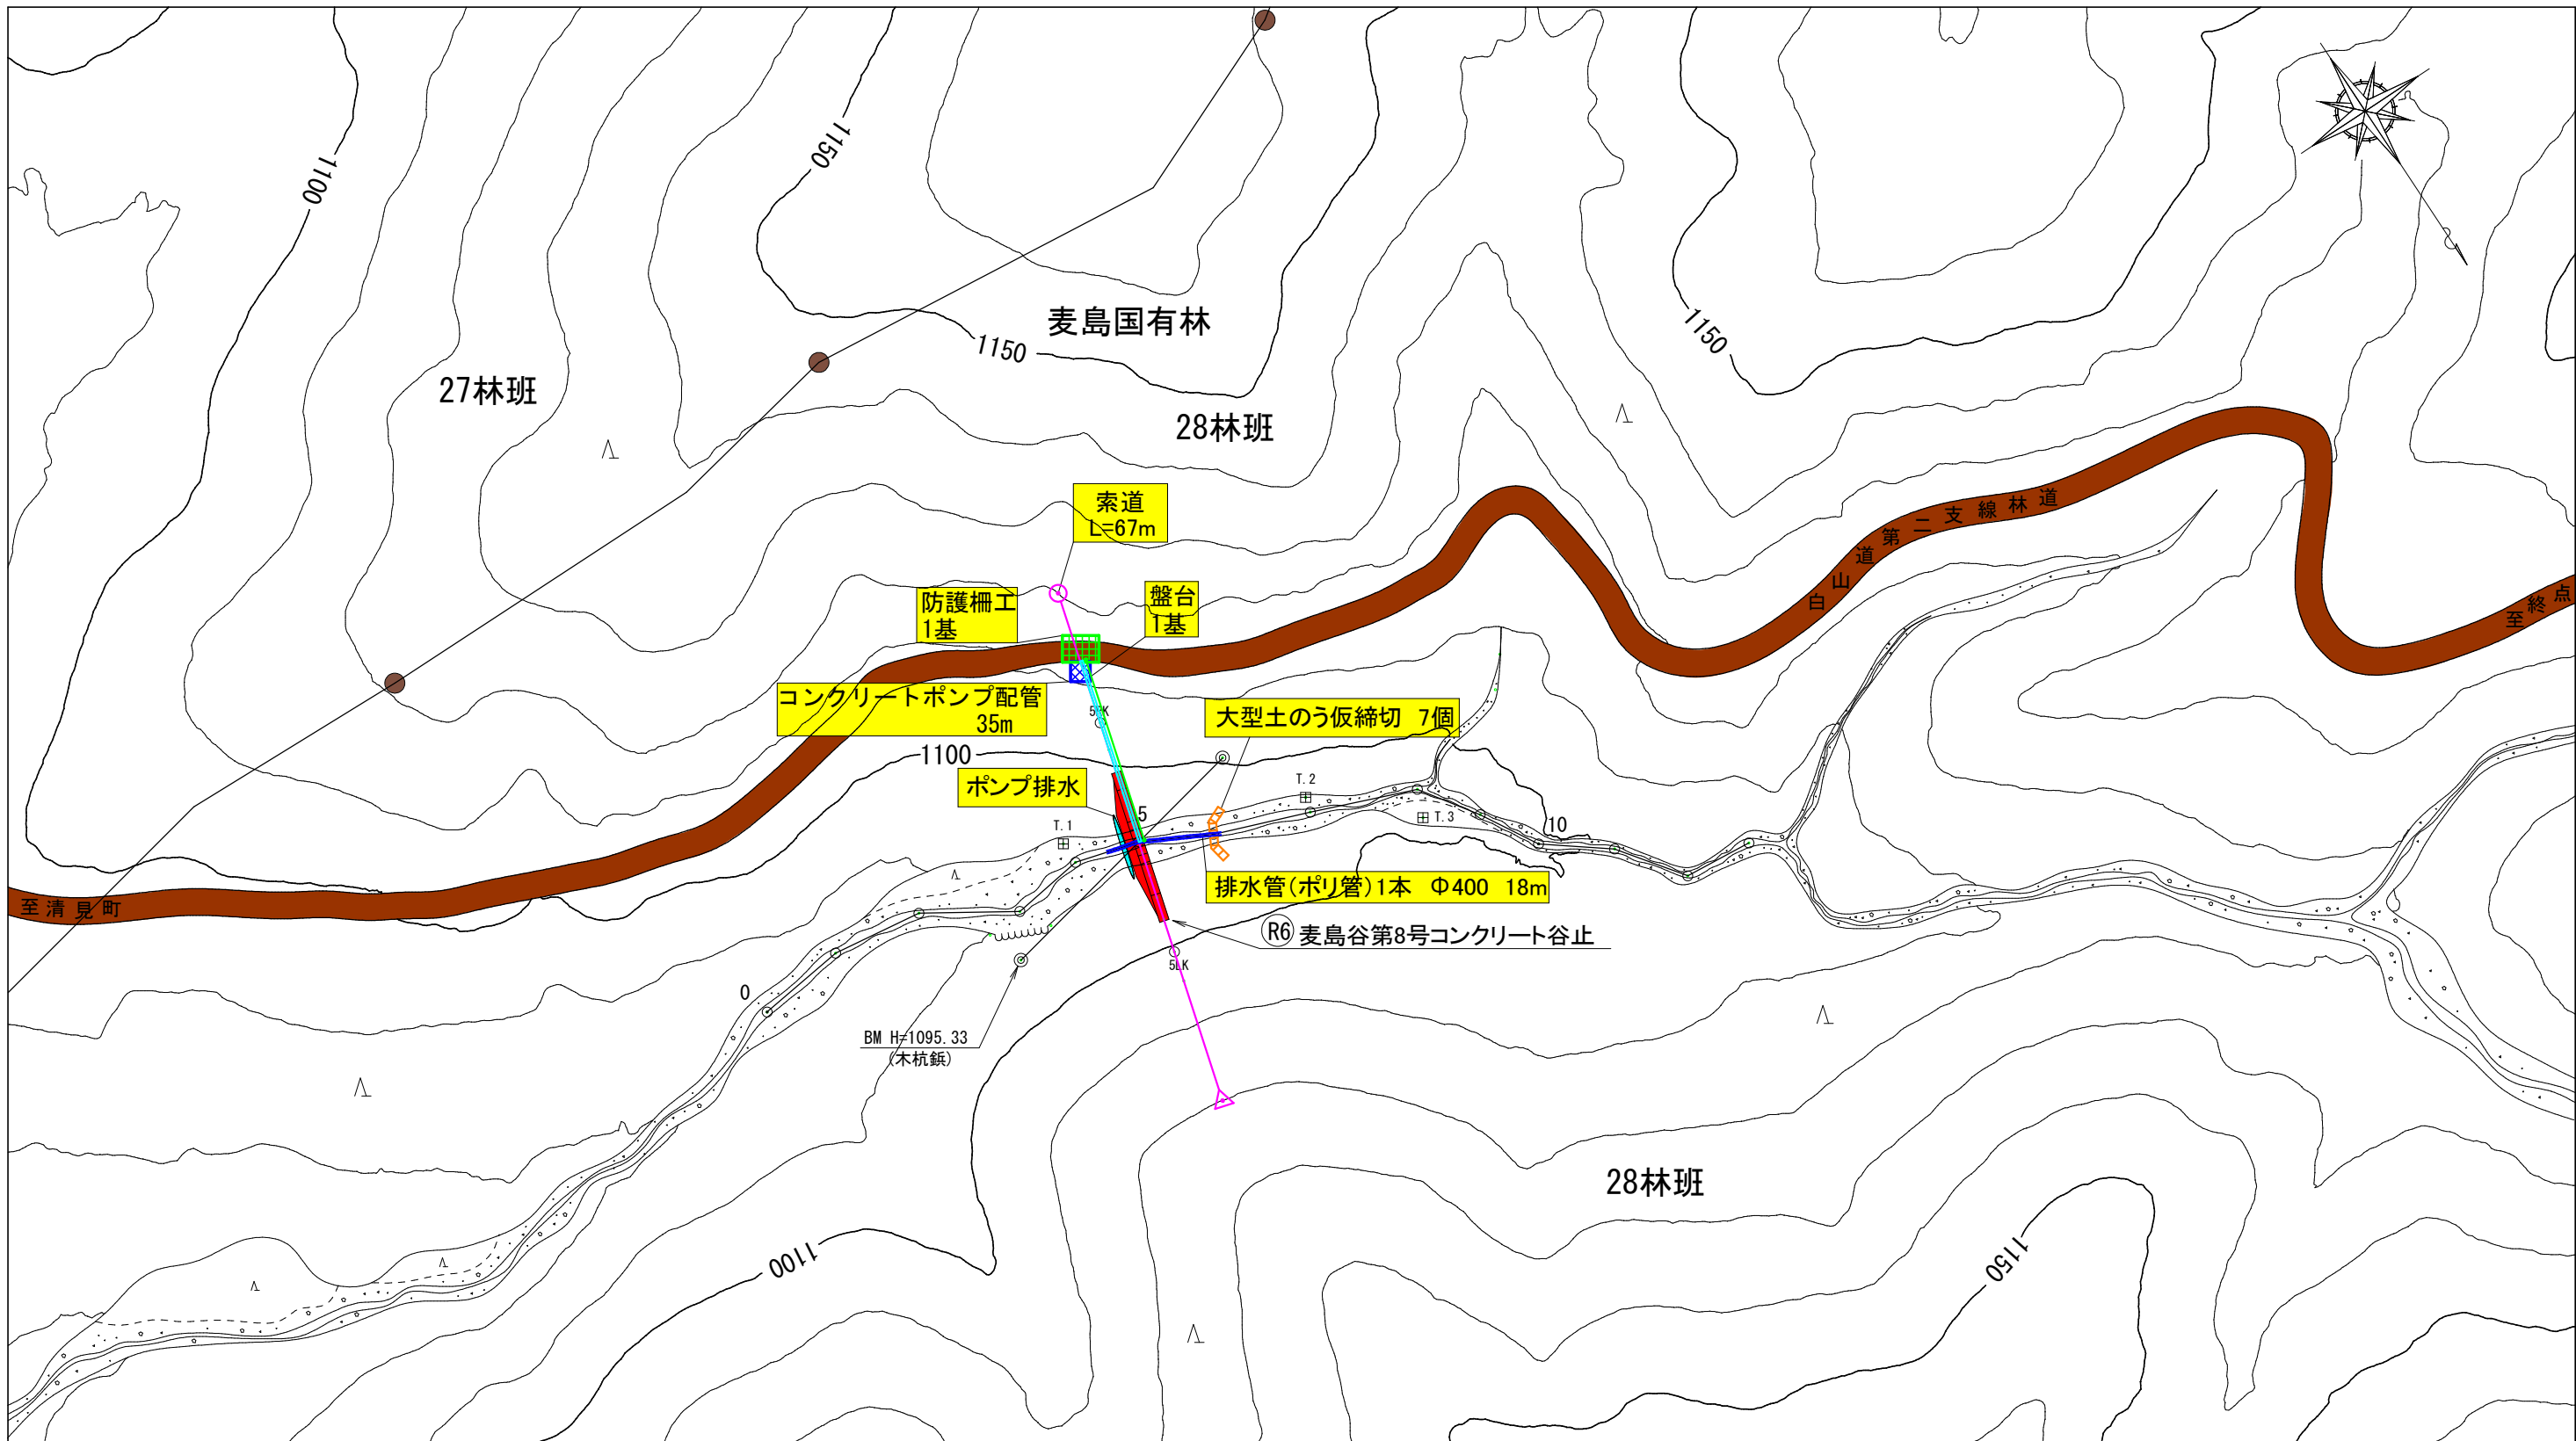 1100
1150
麦島国有林
1150
1150
27林班
28林班
索道
L=67m
防護柵工
1基
盤台
1基
白山道第二支線林道
至終点
コンクリートポンプ配管
35m
大型土のう仮締切 7個
1100
ポンプ排水
T.1
5
T.2
T.3
10
排水管(ポリ管)1本 Φ400 18m
R6 麦島谷第8号コンクリート谷止
至清見町
5LK
0
BM H=1095.33
(木杭鋲)
28林班
1100
1150